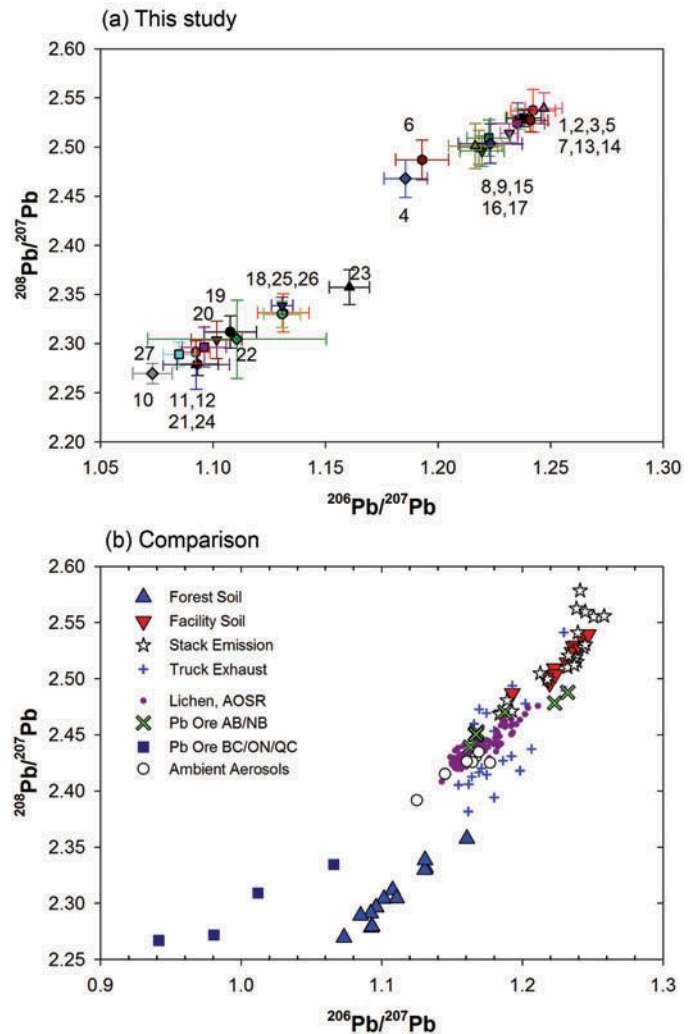 (a) This study
2.60
2.55
2.50
2.45
2.40
2.35
2.30
2.25
2.20
²⁰⁸Pb/²⁰⁷Pb
6
4
1,2,3,5
7,13,14
8,9,15
16,17
18,25,26
23
19
20
22
27
10
11,12
21,24
1.05 1.10 1.15 1.20 1.25 1.30
²⁰⁶Pb/²⁰⁷Pb
(b) Comparison
2.60
2.55
2.50
2.45
2.40
2.35
2.30
2.25
²⁰⁸Pb/²⁰⁷Pb
Forest Soil
Facility Soil
Stack Emission
Truck Exhaust
Lichen, AOSR
Pb Ore AB/NB
Pb Ore BC/ON/QC
Ambient Aerosols
0.9 1.0 1.1 1.2 1.3
²⁰⁶Pb/²⁰⁷Pb